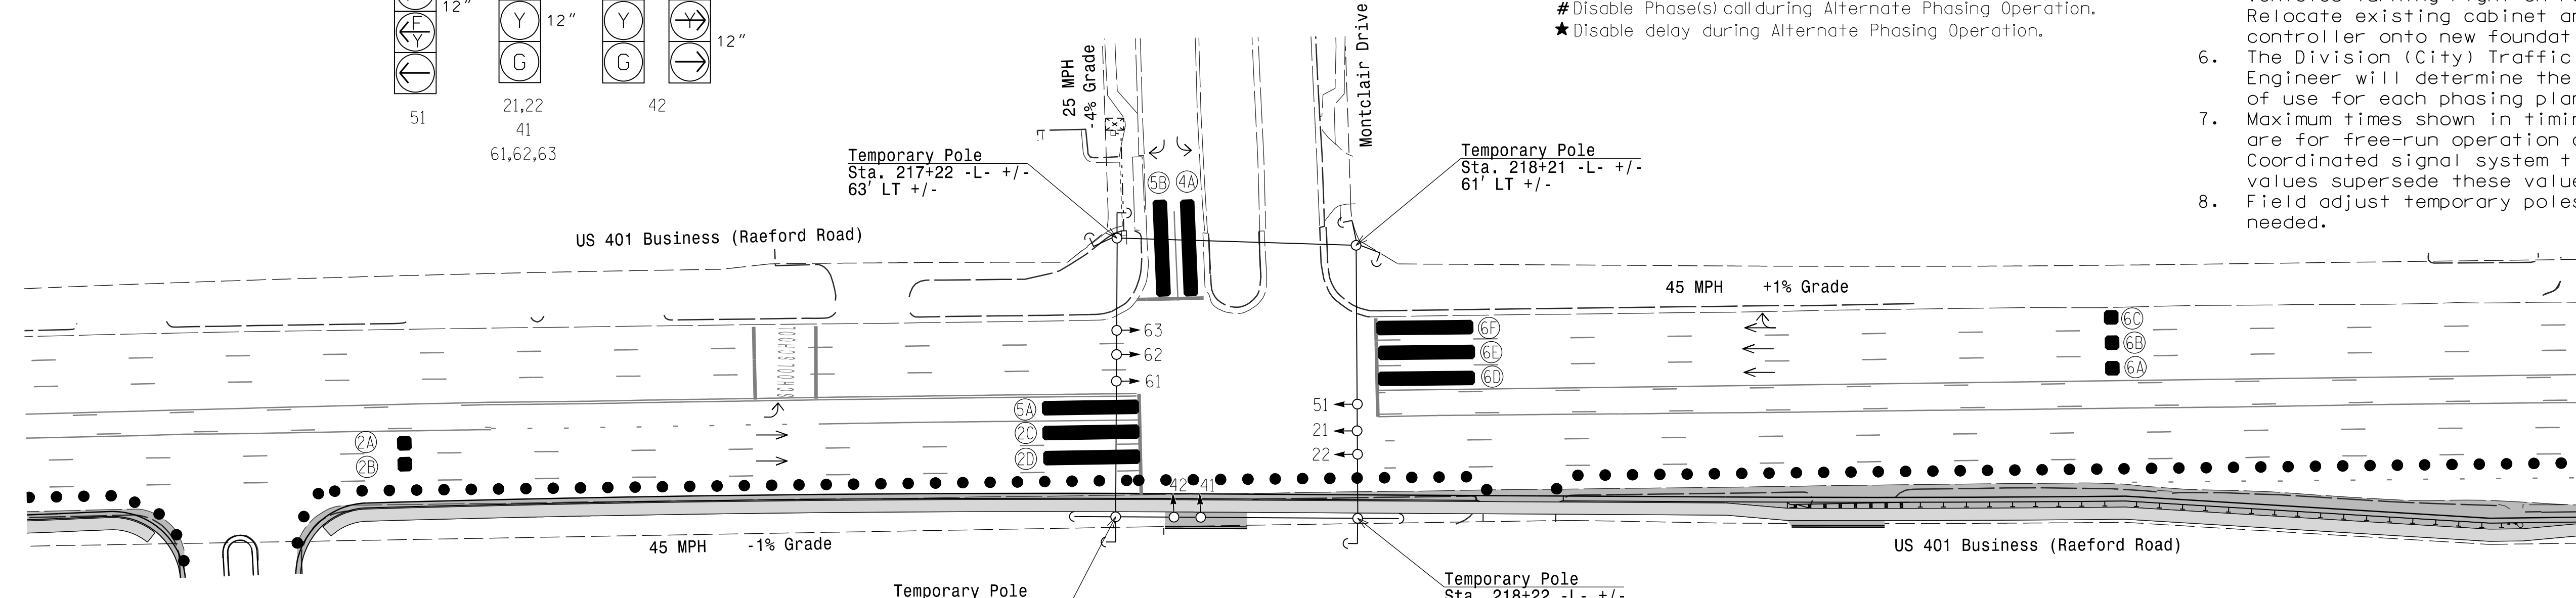 12"
F
Y
51
Y
12"
G
21,22
41
61,62,63
Y
G
Y
12"
42
# Disable Phase(s) call during Alternate Phasing Operation.
★ Disable delay during Alternate Phasing Operation.
Relocate existing cabinet
controller onto new
6. The Division (City) Traffic
Engineer will determine the
of use for each phasing
7. Maximum times shown in
are for free-run operation
Coordinated signal system
values supersede these
8. Field adjust temporary
needed.
25 MPH
-4% Grade
Montclair Drive
Temporary Pole
Sta. 217+22 -L- +/-
63' LT +/-
Temporary Pole
Sta. 218+21 -L- +/-
61' LT +/-
5B
4A
US 401 Business (Raeford Road)
45 MPH +1% Grade
SCHOOL
SCHOOL
63
62
61
6F
6E
6D
6C
6B
6A
5A
2C
2D
2A
2B
51
21
22
42
41
45 MPH -1% Grade
US 401 Business (Raeford Road)
Temporary Pole
Temporary Pole
Sta. 218+22 -L- +/-